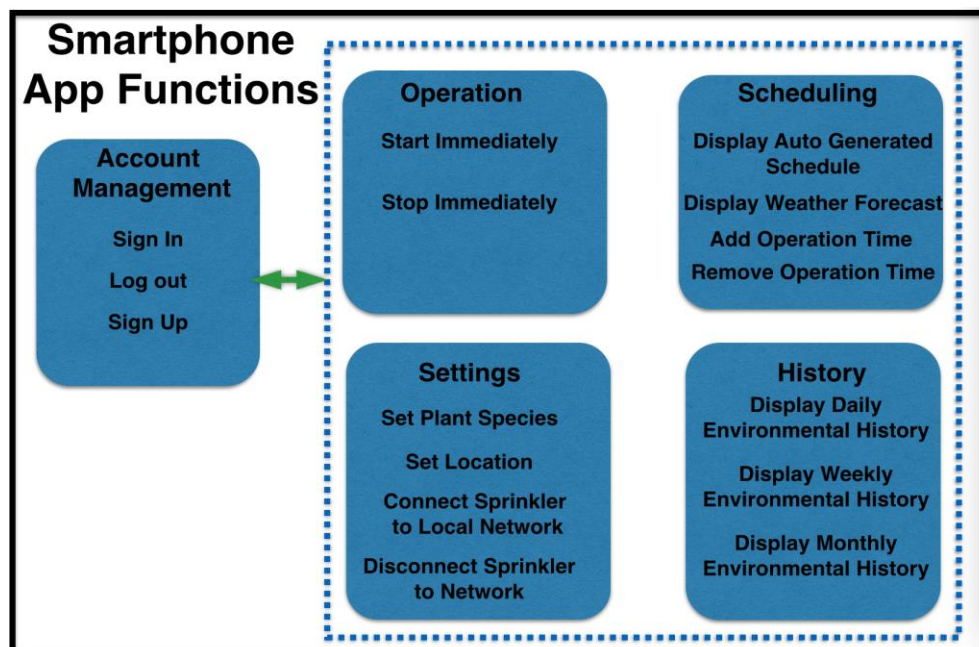 Smartphone
App Functions
Account
Management
Sign In
Log out
Sign Up
Operation
Start Immediately
Stop Immediately
Scheduling
Display Auto Generated
Schedule
Display Weather Forecast
Add Operation Time
Remove Operation Time
Settings
Set Plant Species
Set Location
Connect Sprinkler
to Local Network
Disconnect Sprinkler
to Network
History
Display Daily
Environmental History
Display Weekly
Environmental History
Display Monthly
Environmental History